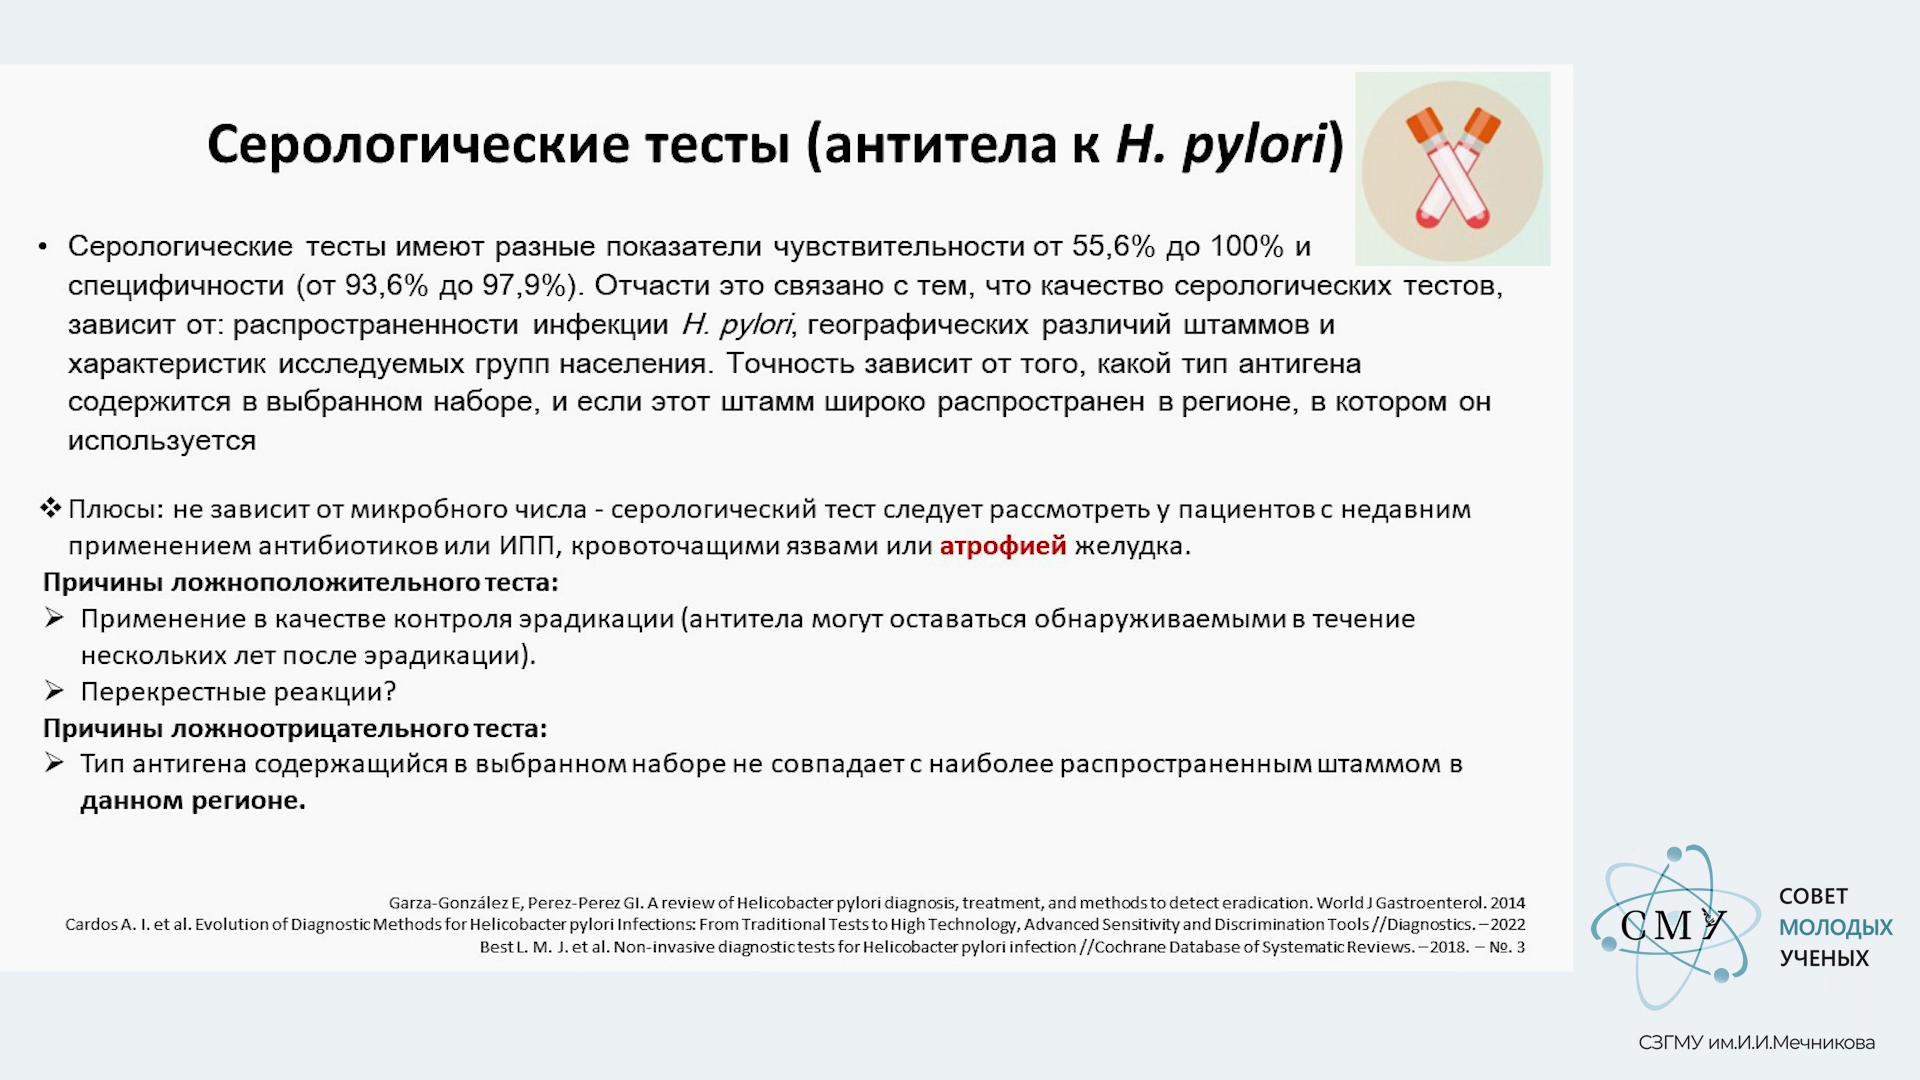 Серологические тесты (антитела к H. pylori)
• Серологические тесты имеют разные показатели чувствительности от 55,6% до 100% и
специфичности (от 93,6% до 97,9%). Отчасти это связано с тем, что качество серологических тестов,
зависит от: распространенности инфекции H. pylori, географических различий штаммов и
характеристик исследуемых групп населения. Точность зависит от того, какой тип антигена
содержится в выбранном наборе, и если этот штамм широко распространен в регионе, в котором он
используется
❖ Плюсы: не зависит от микробного числа - серологический тест следует рассмотреть у пациентов с недавним
применением антибиотиков или ИПП, кровоточащими язвами или атрофией желудка.
Причины ложноположительного теста:
➢ Применение в качестве контроля эрадикации (антитела могут оставаться обнаруживаемыми в течение
нескольких лет после эрадикации).
➢ Перекрестные реакции?
Причины ложноотрицательного теста:
➢ Тип антигена содержащийся в выбранном наборе не совпадает с наиболее распространенным штаммом в
данном регионе.
Garza-González E, Perez-Perez GI. A review of Helicobacter pylori diagnosis, treatment, and methods to detect eradication. World J Gastroenterol. 2014
Cardos A. I. et al. Evolution of Diagnostic Methods for Helicobacter pylori Infections: From Traditional Tests to High Technology, Advanced Sensitivity and Discrimination Tools //Diagnostics. – 2022
Best L. M. J. et al. Non-invasive diagnostic tests for Helicobacter pylori infection //Cochrane Database of Systematic Reviews. – 2018. – №. 3
СМУ
СОВЕТ
МОЛОДЫХ
УЧЕНЫХ
СЗГМУ им.И.И.Мечникова